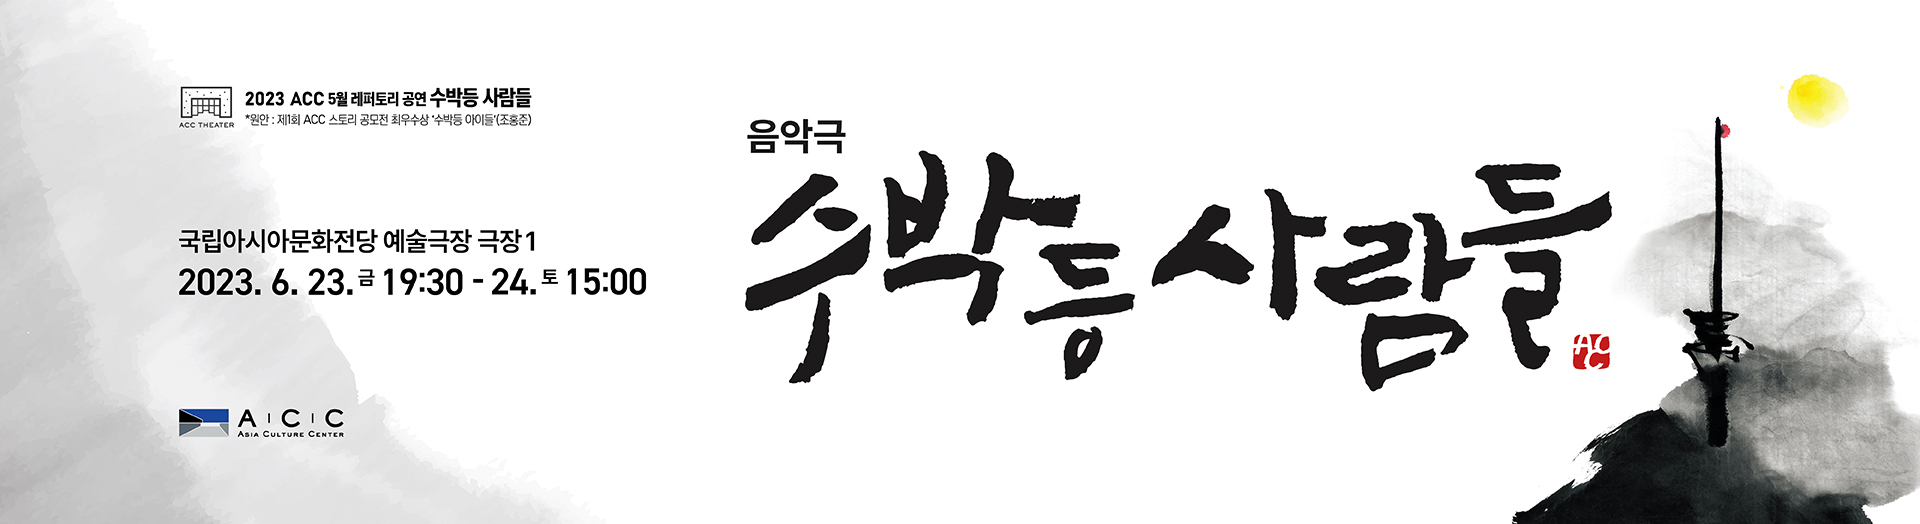 ACC THEATER
2023 ACC 5월 레퍼토리 공연 수박등 사람들
*원안 : 제1회 ACC 스토리 공모전 최우수상 '수박등 아이들'(조홍준)
국립아시아문화전당 예술극장 극장1
2023. 6. 23.금 19:30 - 24.토 15:00
A C C
ASIA CULTURE CENTER
음악극
수박등 사람들
ACC